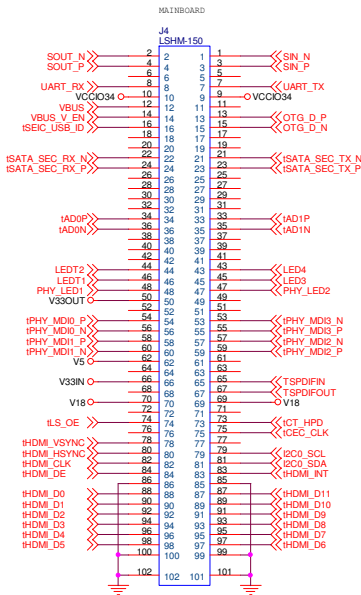 MAINBOARD
J4
LSHM-150
SOUT_N 2 2 1 1 SIN_N
SOUT_P 4 4 3 3 SIN_P
6 6 5 5
UART_RX 8 8 7 7 UART_TX
VCCIO34 10 10 9 9 VCCIO34
VBUS 12 12 11 11
VBUS_V_EN 14 14 13 13 OTG_D_P
tSEIC_USB_ID 16 16 15 15 OTG_D_N
18 18 17 17
20 20 19 19
tSATA_SEC_RX_N 22 22 21 21 tSATA_SEC_TX_N
tSATA_SEC_RX_P 24 24 23 23 tSATA_SEC_TX_P
26 26 25 25
28 28 27 27
30 30 29 29
32 32 31 31
tAD0P 34 34 33 33 tAD1P
tAD0N 36 36 35 35 tAD1N
38 38 37 37
40 40 39 39
42 42 41 41
LEDT2 44 44 43 43 LED4
LEDT1 46 46 45 45 LED3
PHY_LED1 48 48 47 47 PHY_LED2
V33OUT 50 50 49 49
52 52 51 51
tPHY_MDI0_P 54 54 53 53 tPHY_MDI3_N
tPHY_MDI0_N 56 56 55 55 tPHY_MDI3_P
tPHY_MDI1_P 58 58 57 57 tPHY_MDI2_N
tPHY_MDI1_N 60 60 59 59 tPHY_MDI2_P
V5 62 62 61 61
64 64 63 63
V33IN 66 66 65 65 TSPDIFIN
68 68 67 67 TSPDIFOUT
V18 70 70 69 69 V18
72 72 71 71
tLS_OE 74 74 73 73 tCT_HPD
76 76 75 75 tCEC_CLK
tHDMI_VSYNC 78 78 77 77
tHDMI_HSYNC 80 80 79 79 I2C0_SCL
tHDMI_CLK 82 82 81 81 I2C0_SDA
tHDMI_DE 84 84 83 83 tHDMI_INT
86 86 85 85
tHDMI_D0 88 88 87 87 tHDMI_D11
tHDMI_D1 90 90 89 89 tHDMI_D10
tHDMI_D2 92 92 91 91 tHDMI_D9
tHDMI_D3 94 94 93 93 tHDMI_D8
tHDMI_D4 96 96 95 95 tHDMI_D7
tHDMI_D5 98 98 97 97 tHDMI_D6
100 100 99 99
102 102 101 101